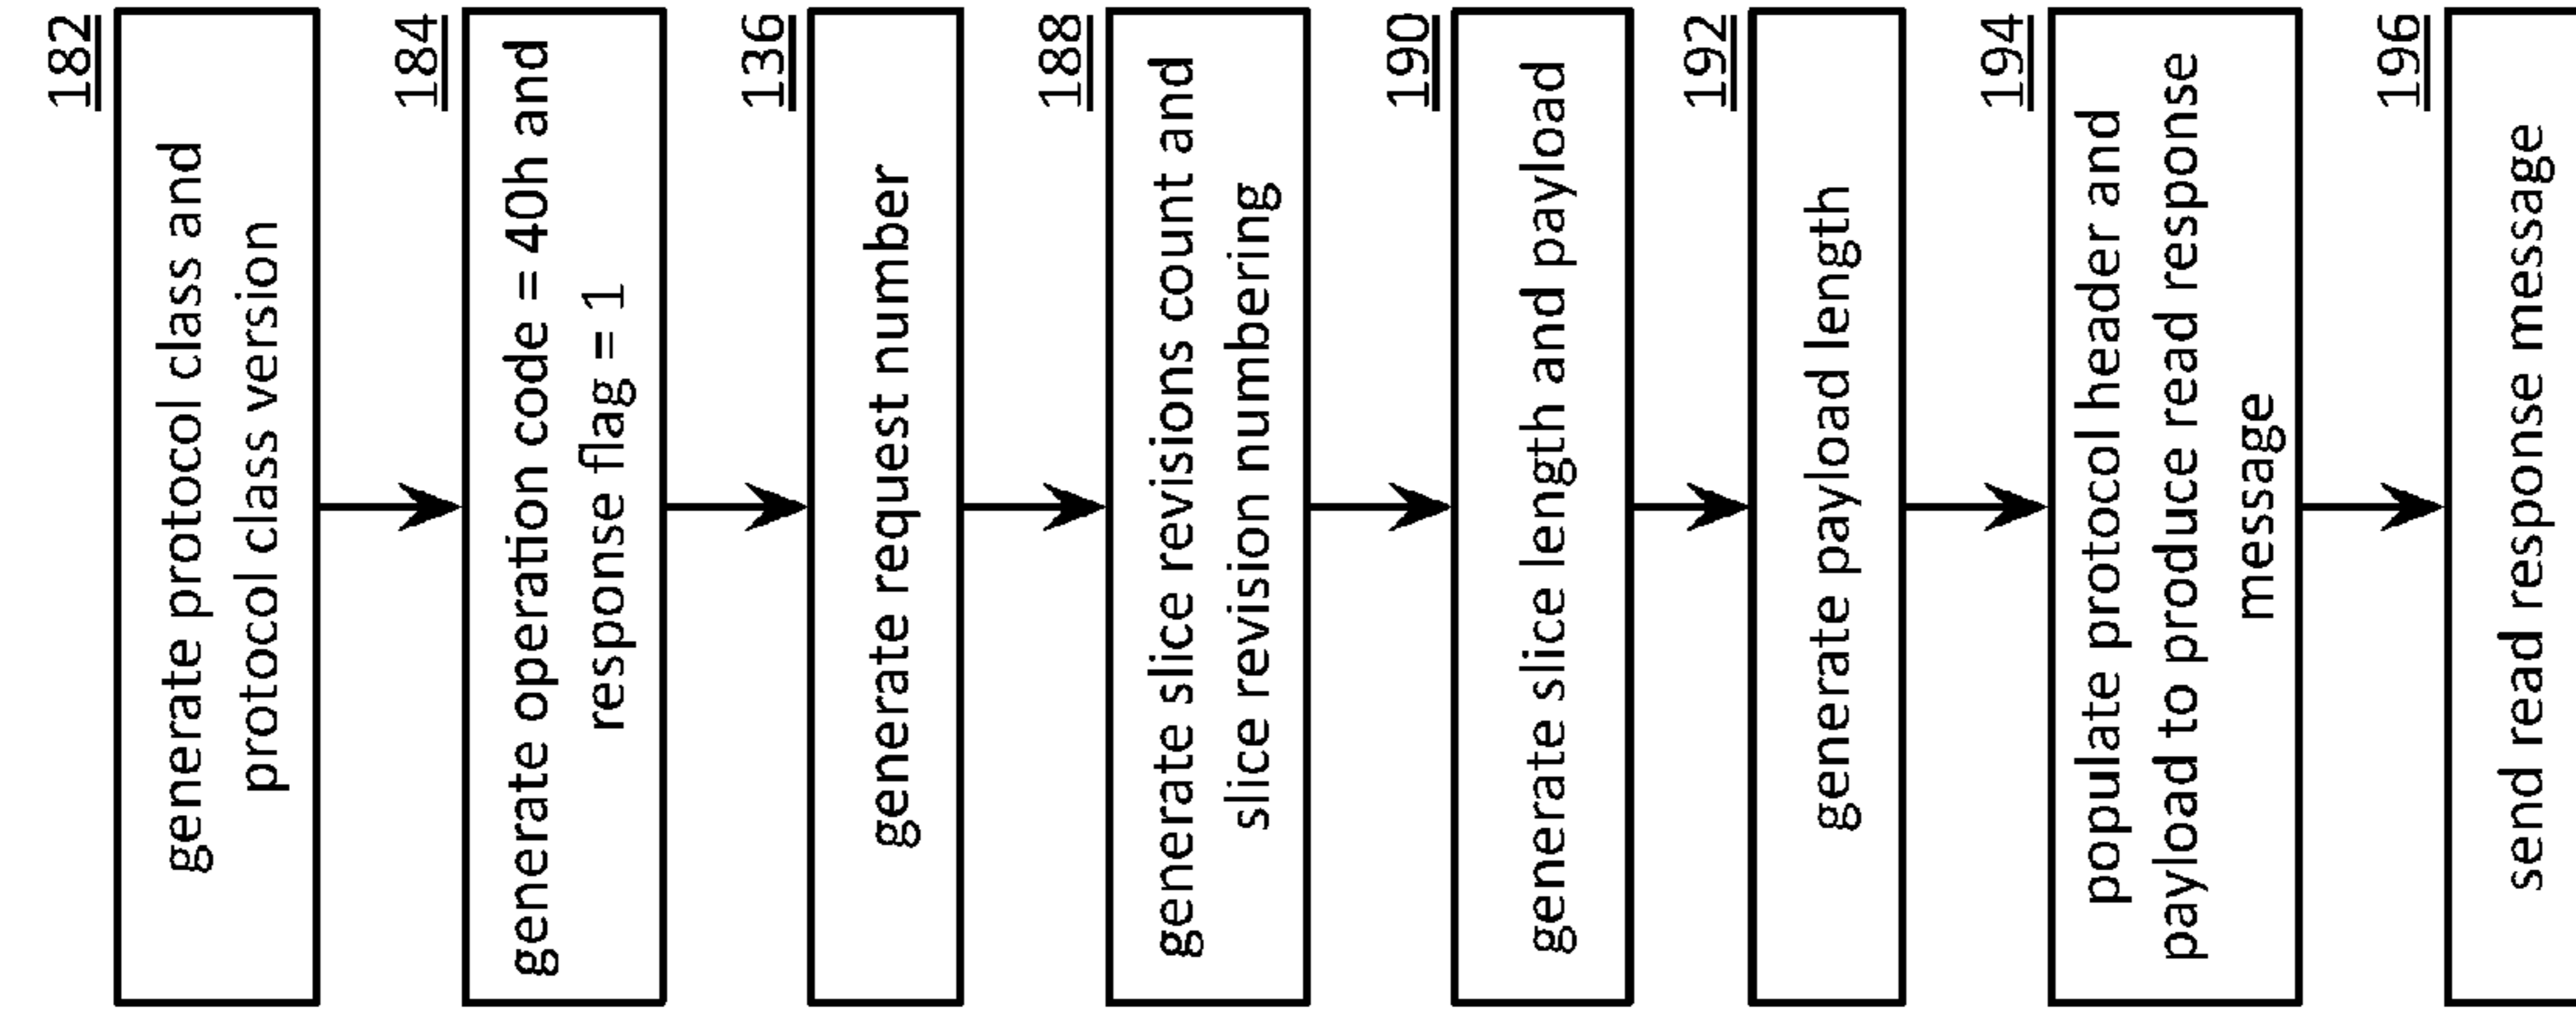 182
generate protocol class and
protocol class version
184
generate operation code = 40h and
response flag = 1
136
generate request number
188
generate slice revisions count and
slice revision numbering
190
generate slice length and payload
192
generate payload length
194
populate protocol header and
payload to produce read response
message
196
send read response message